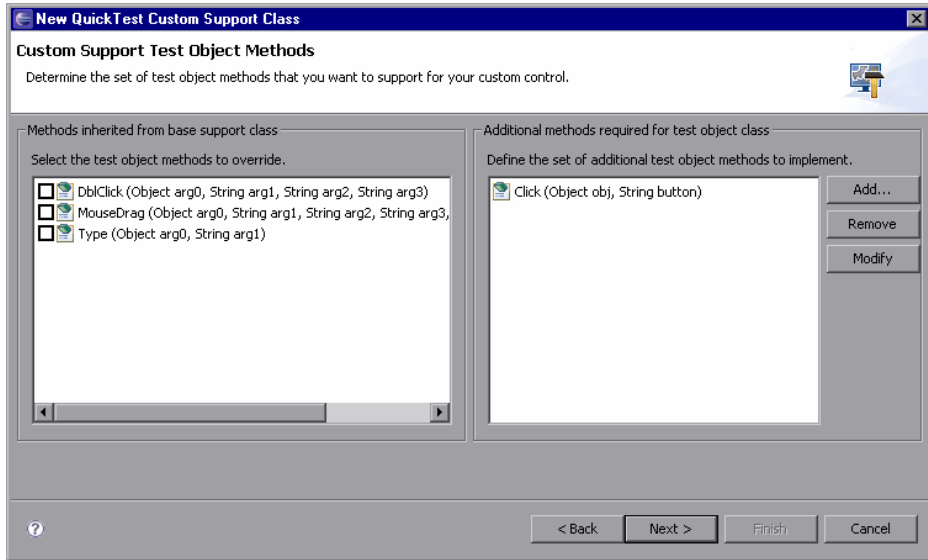 New QuickTest Custom Support Class
Custom Support Test Object Methods
Determine the set of test object methods that you want to support for your custom control.
Methods inherited from base support class
Select the test object methods to override.
DblClick (Object arg0, String arg1, String arg2, String arg3)
MouseDrag (Object arg0, String arg1, String arg2, String arg3,
Type (Object arg0, String arg1)
Additional methods required for test object class
Define the set of additional test object methods to implement.
Click (Object obj, String button)
Add...
Remove
Modify
?
< Back
Next >
Finish
Cancel